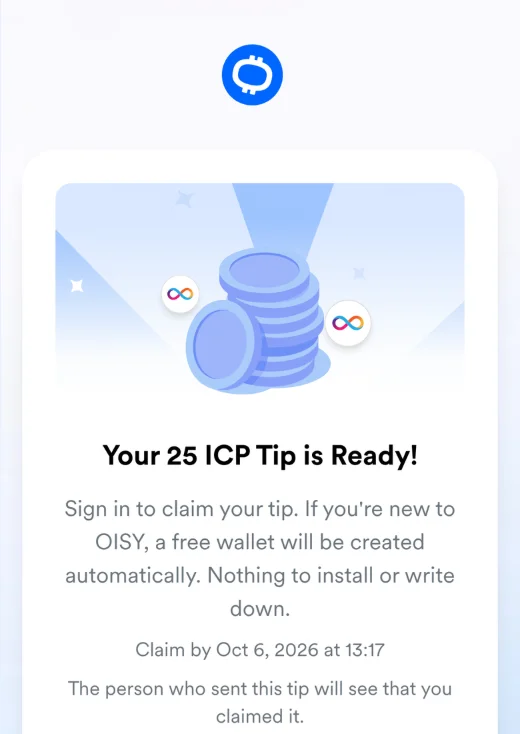 Your 25 ICP Tip is Ready!
Sign in to claim your tip. If you're new to
OISY, a free wallet will be created
automatically. Nothing to install or write
down.
Claim by Oct 6, 2026 at 13:17
The person who sent this tip will see that you
claimed it.